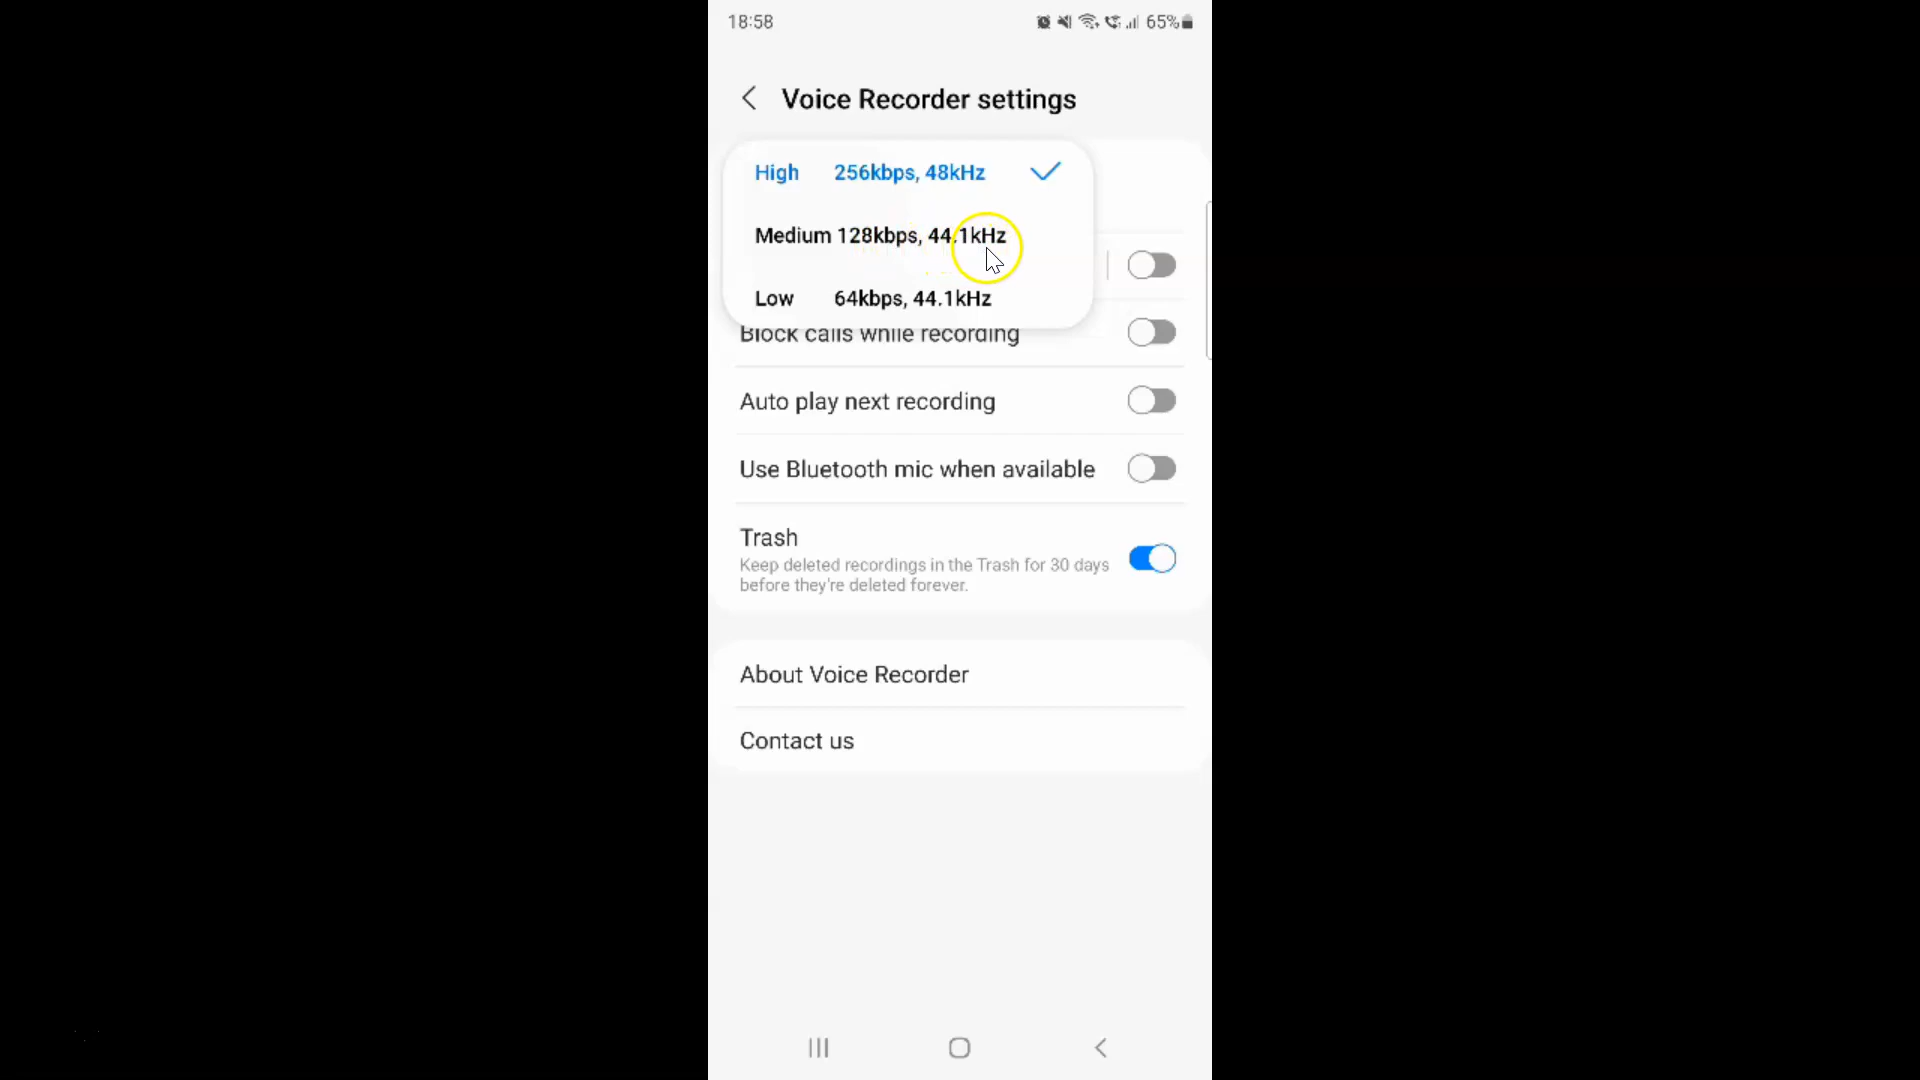 18:58
65%
Voice Recorder settings
High 256kbps, 48kHz
Medium 128kbps, 44.1kHz
Low 64kbps, 44.1kHz
Block calls while recording
Auto play next recording
Use Bluetooth mic when available
Trash
Keep deleted recordings in the Trash for 30 days
before they're deleted forever.
About Voice Recorder
Contact us